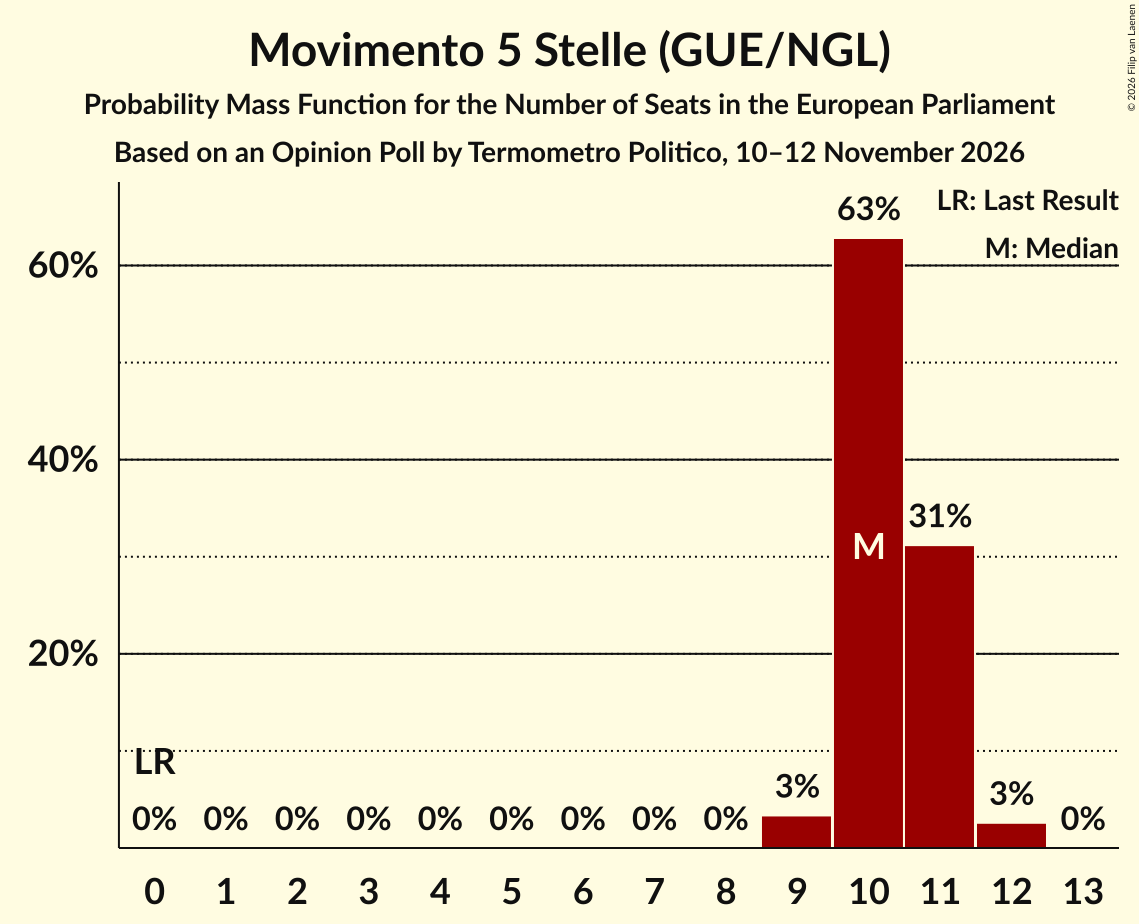 Movimento 5 Stelle (GUE/NGL)
Probability Mass Function for the Number of Seats in the European Parliament
Based on an Opinion Poll by Termometro Politico, 10–12 November 2026
© 2026 Filip van Laenen
LR: Last Result
M: Median
60%
40%
20%
63%
31%
M
LR
0% 0% 0% 0% 0% 0% 0% 0% 0% 3% 3% 0%
0 1 2 3 4 5 6 7 8 9 10 11 12 13